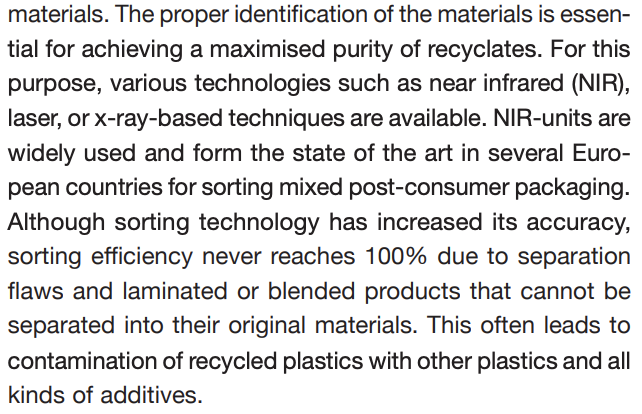 materials. The proper identification of the materials is essen-
tial for achieving a maximised purity of recyclates. For this
purpose, various technologies such as near infrared (NIR),
laser, or x-ray-based techniques are available. NIR-units are
widely used and form the state of the art in several Euro-
pean countries for sorting mixed post-consumer packaging.
Although sorting technology has increased its accuracy,
sorting efficiency never reaches 100% due to separation
flaws and laminated or blended products that cannot be
separated into their original materials. This often leads to
contamination of recycled plastics with other plastics and all
kinds of additives.